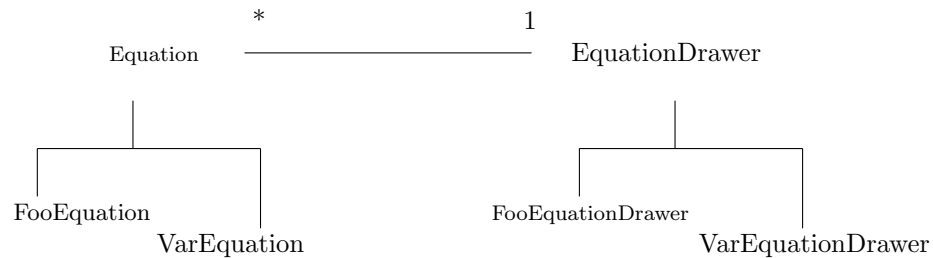 * 1
Equation EquationDrawer
FooEquation FooEquationDrawer
VarEquation VarEquationDrawer